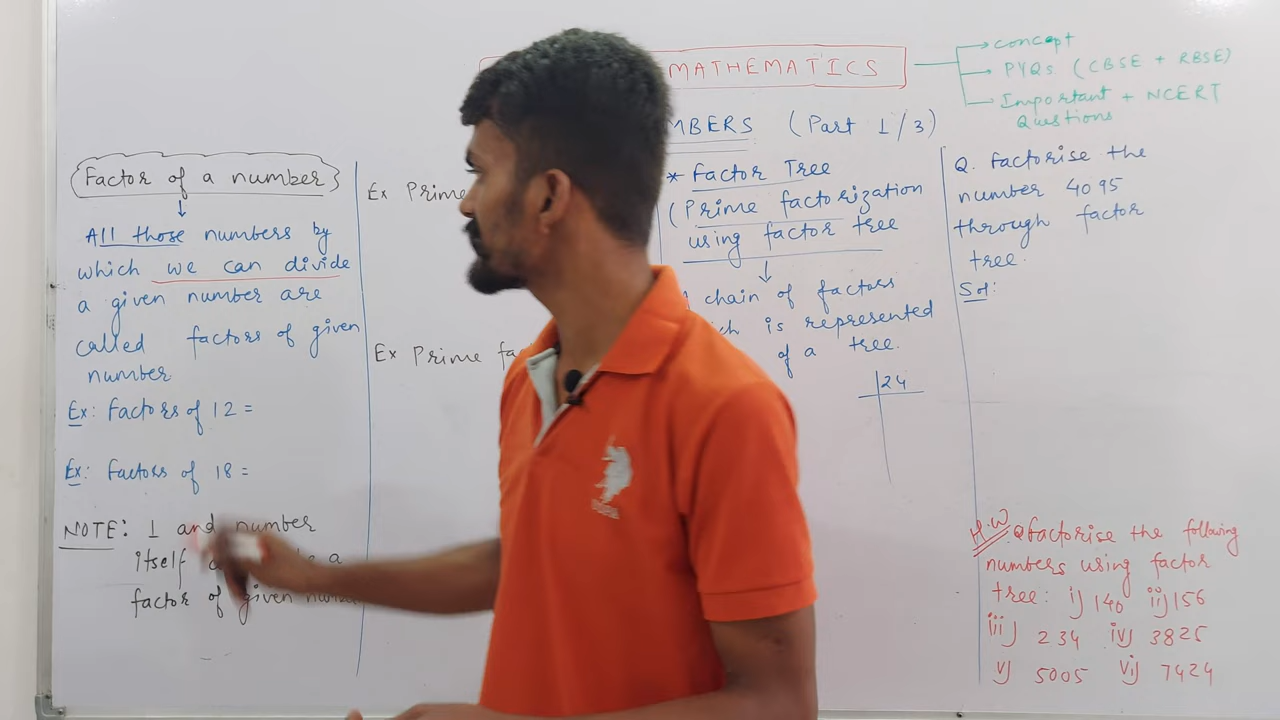 MATHEMATICS
concept
PYQs (CBSE + RBSE)
Important + NCERT
Questions
MBERS (Part 1/3)
Factor of a number
All those numbers by
which we can divide
a given number are
called factors of given
number
Ex: Factors of 12 =
Ex: Factors of 18 =
NOTE: 1 and number
itself a
factor of given
Ex Prime
Ex Prime fa
* Factor Tree
(Prime factorization
using factor tree
chain of factors
is represented
of a tree.
24
Q. Factorise the
number 4095
through factor
tree.
Sol:
H.W Q Factorise the following
numbers using factor
tree: i) 140 ii) 156
iii) 234 iv) 3825
v) 5005 vi) 7424